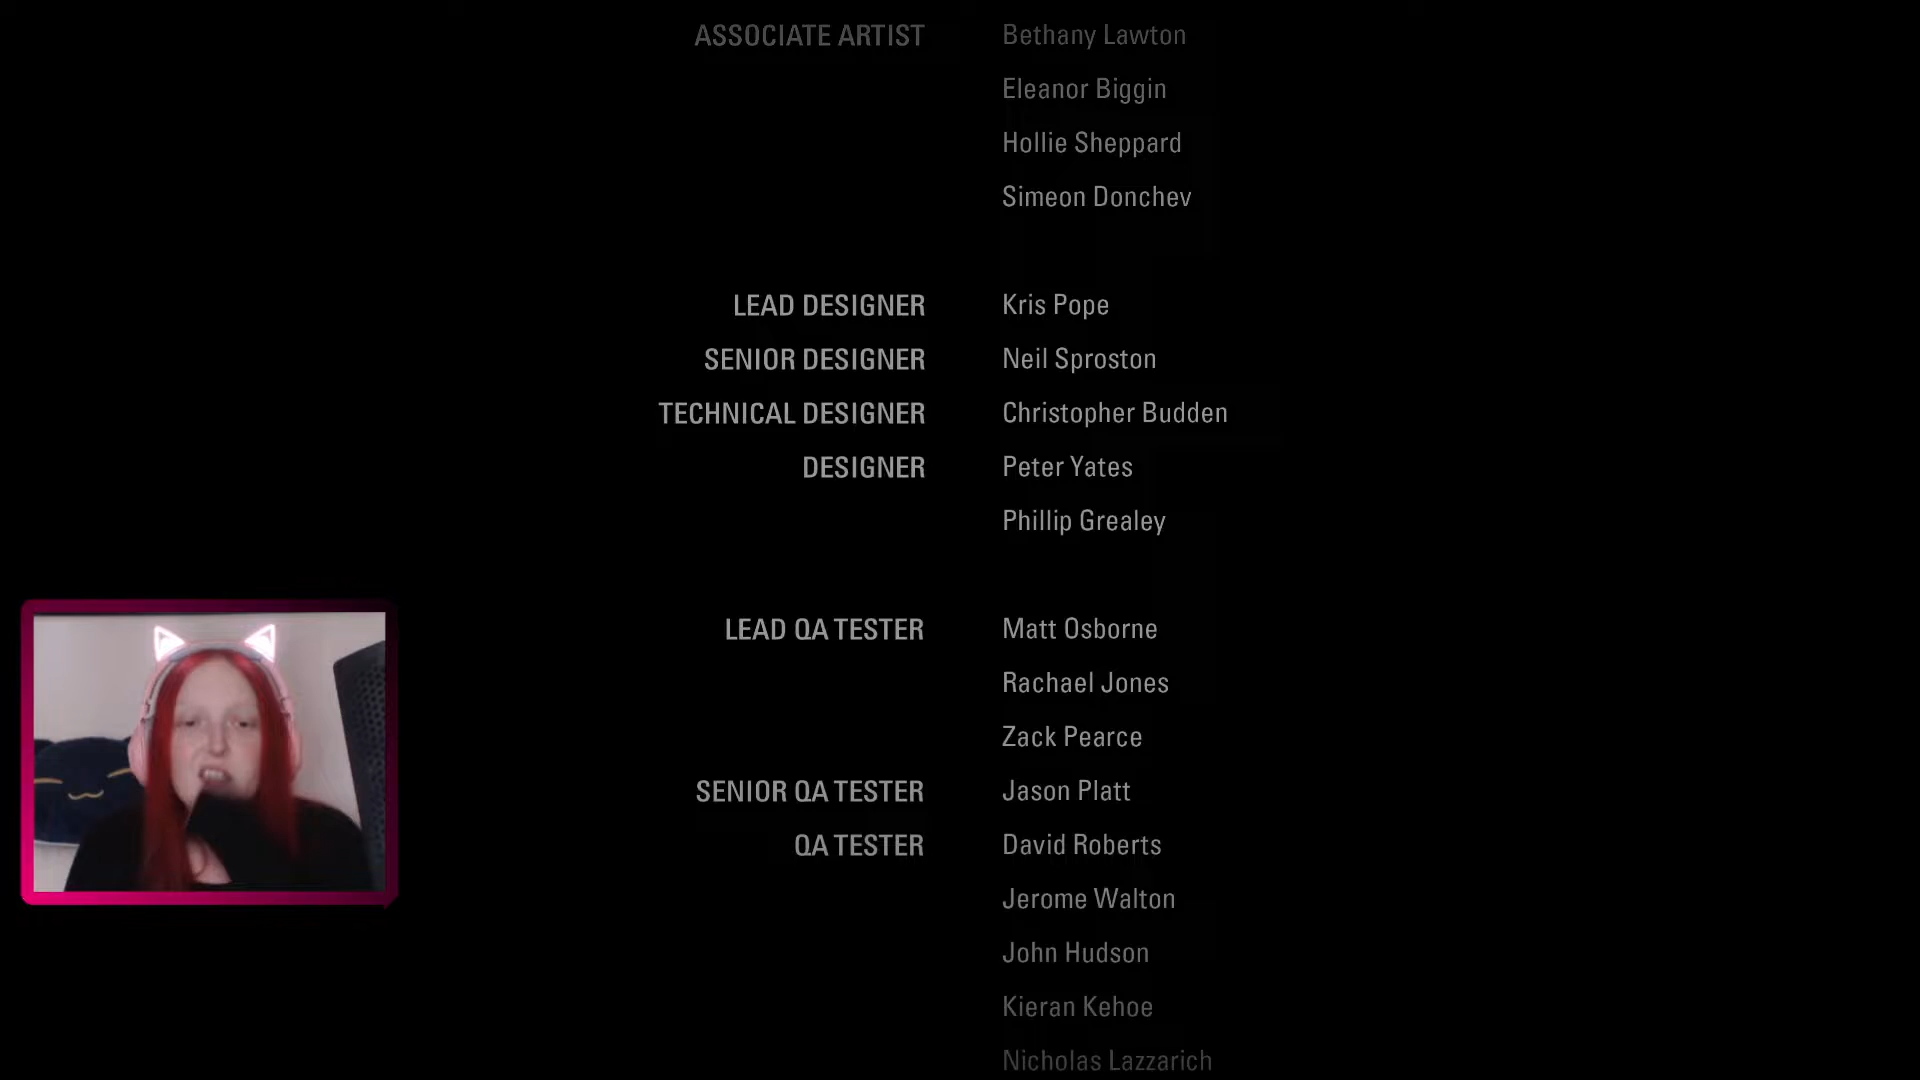 ASSOCIATE ARTIST Bethany Lawton
Eleanor Biggin
Hollie Sheppard
Simeon Donchev
LEAD DESIGNER Kris Pope
SENIOR DESIGNER Neil Sproston
TECHNICAL DESIGNER Christopher Budden
DESIGNER Peter Yates
Phillip Grealey
LEAD QA TESTER Matt Osborne
Rachael Jones
Zack Pearce
SENIOR QA TESTER Jason Platt
QA TESTER David Roberts
Jerome Walton
John Hudson
Kieran Kehoe
Nicholas Lazzarich